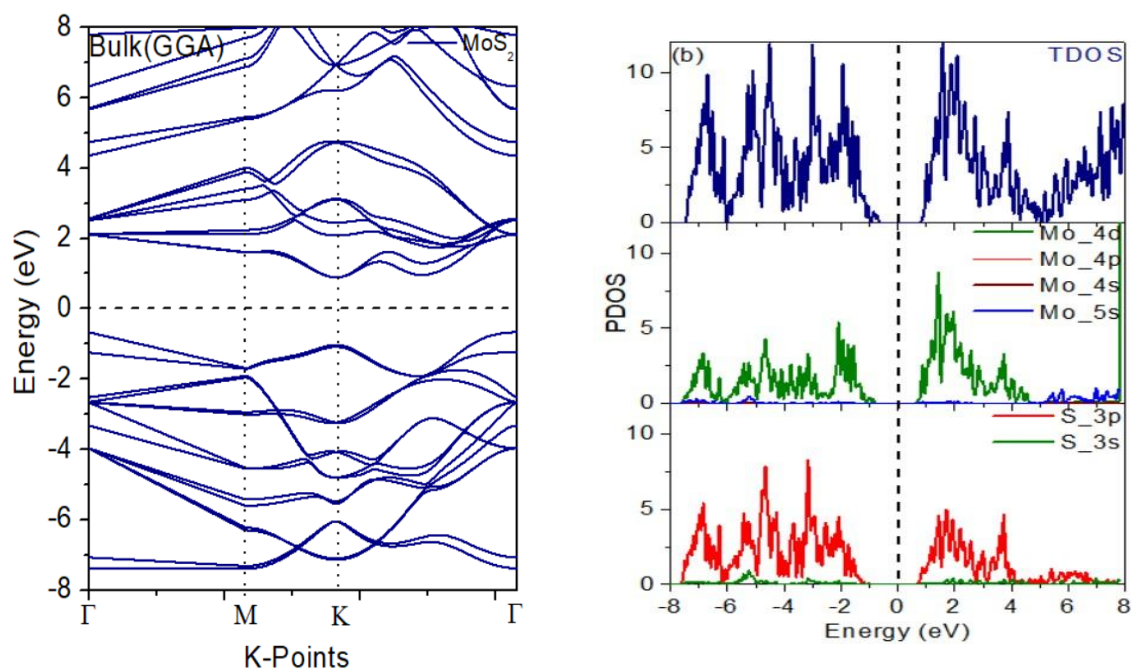 Bulk(GGA)
MoS2
8
6
4
2
0
-2
-4
-6
-8
Energy (eV)
Γ
M
K
Γ
K-Points
(b)
TDOS
10
5
0
Mo_4d
Mo_4p
Mo_4s
Mo_5s
10
5
0
S_3p
S_3s
10
5
0
PDOS
-8
-6
-4
-2
0
2
4
6
8
Energy (eV)